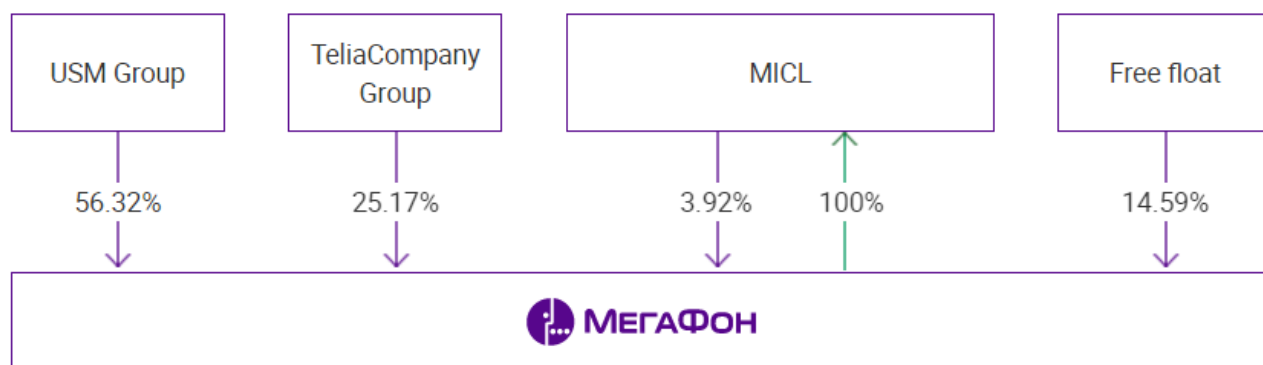 USM Group
TeliaCompany
Group
MICL
Free float
56.32%
25.17%
3.92%
100%
14.59%
МЕГАФОН